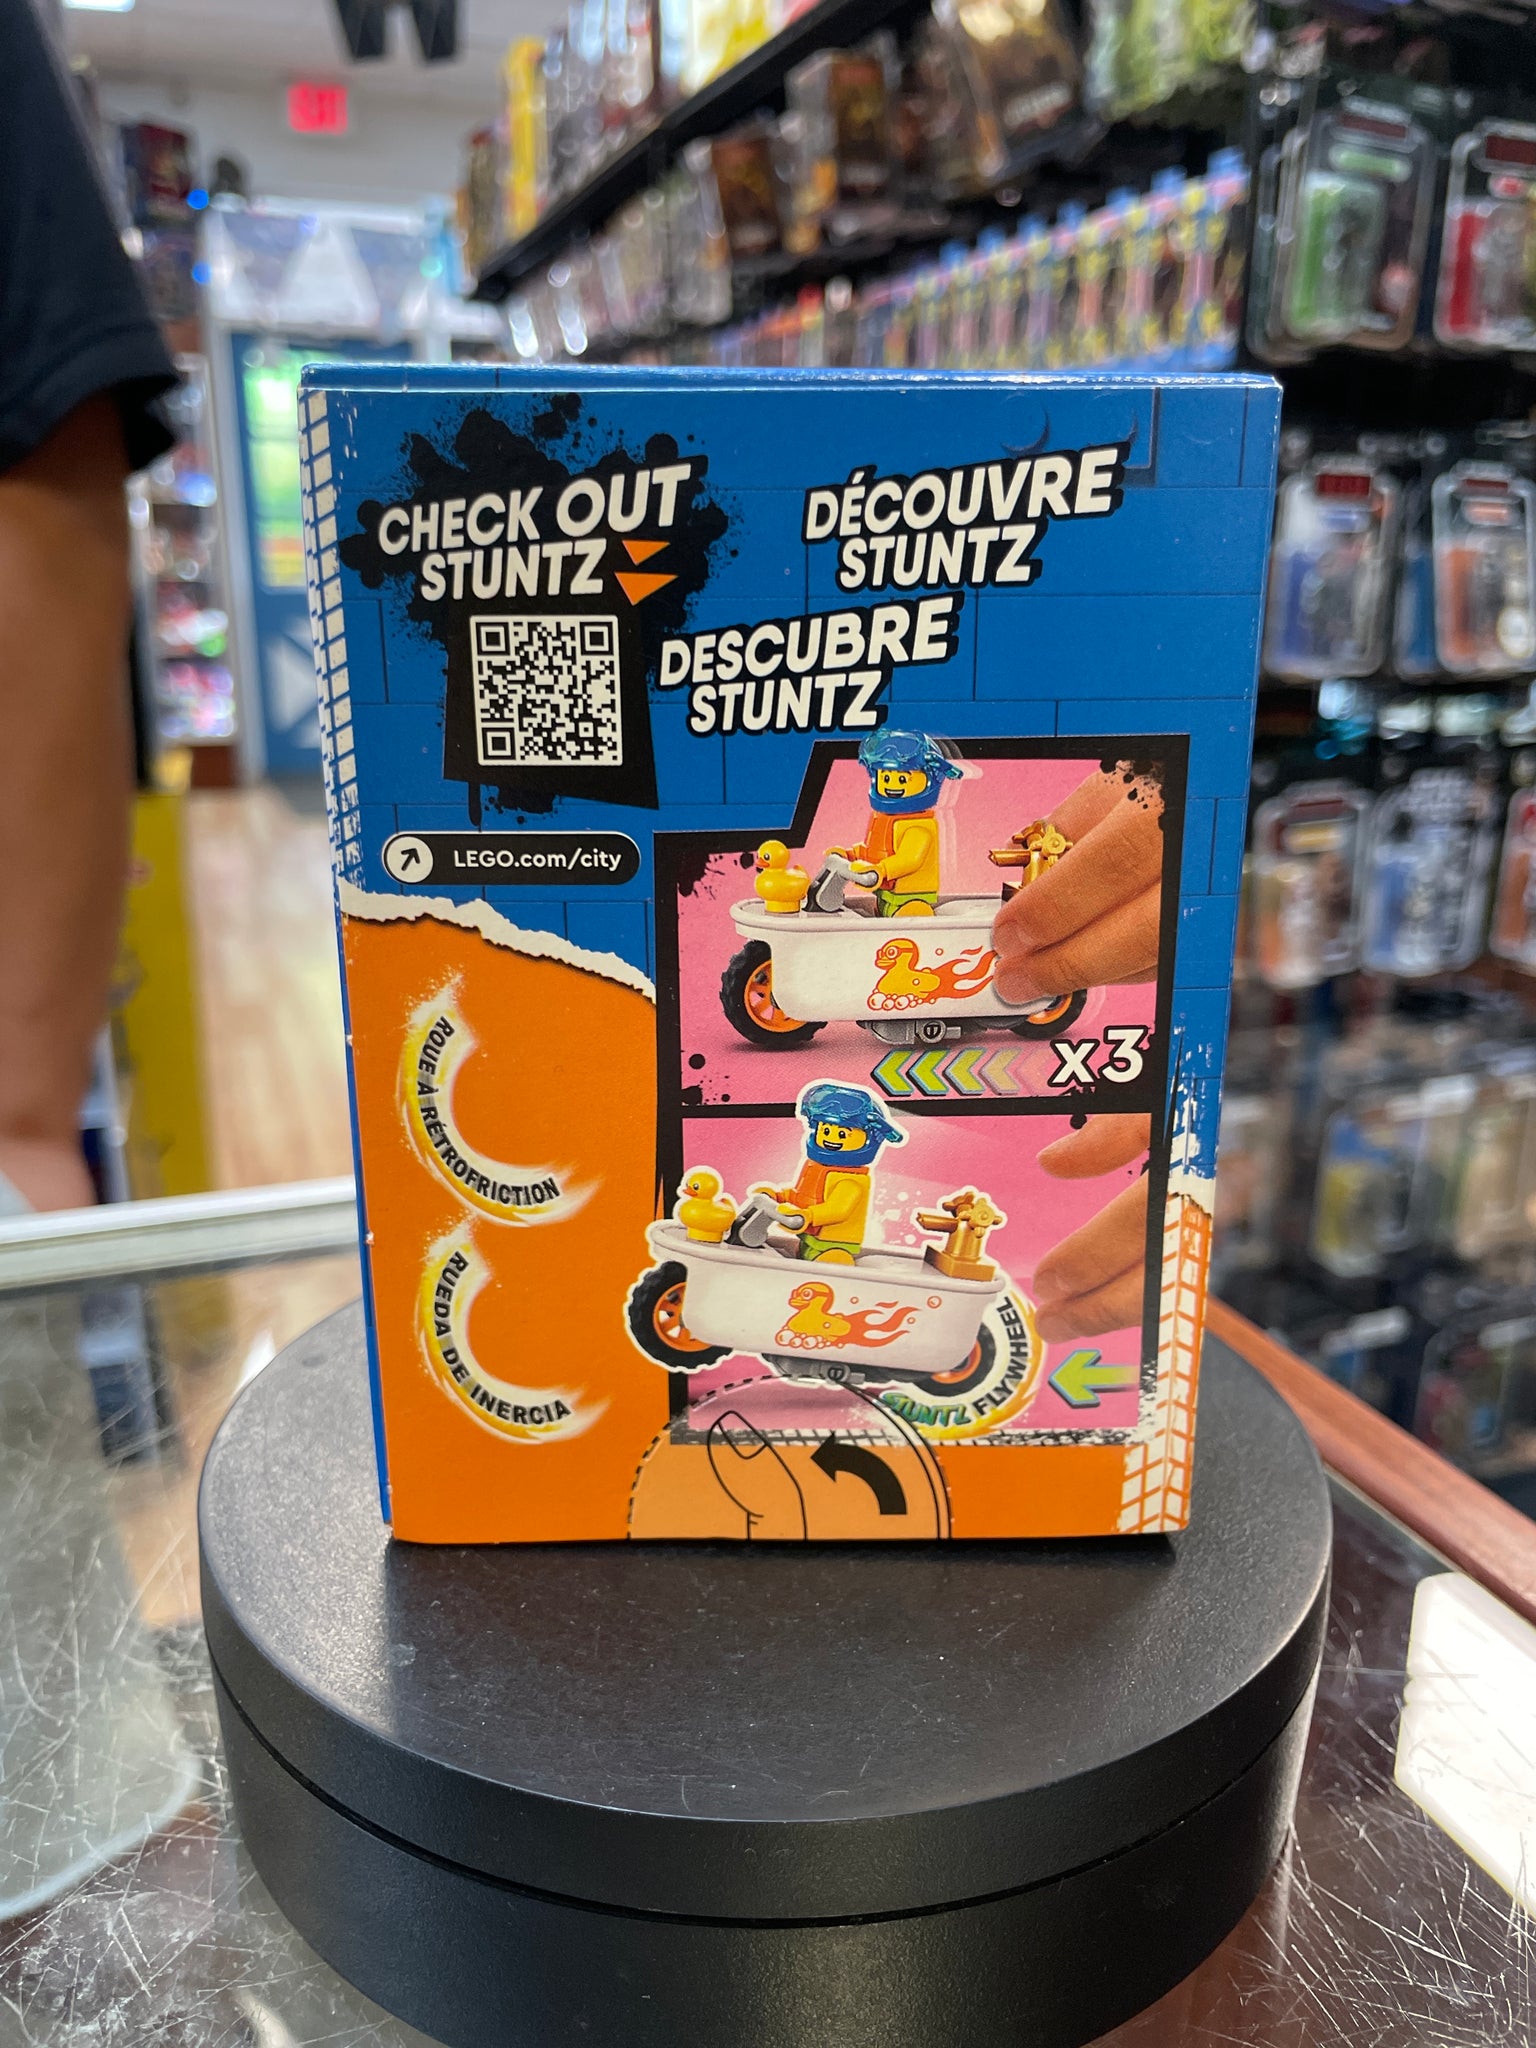 CHECK OUT
STUNTZ
DÉCOUVRE
STUNTZ
DESCUBRE
STUNTZ
LEGO.com/city
ROUE À RÉTROFRICTION
RUEDA DE INERCIA
x3
STUNTZ FLYWHEEL
EXIT